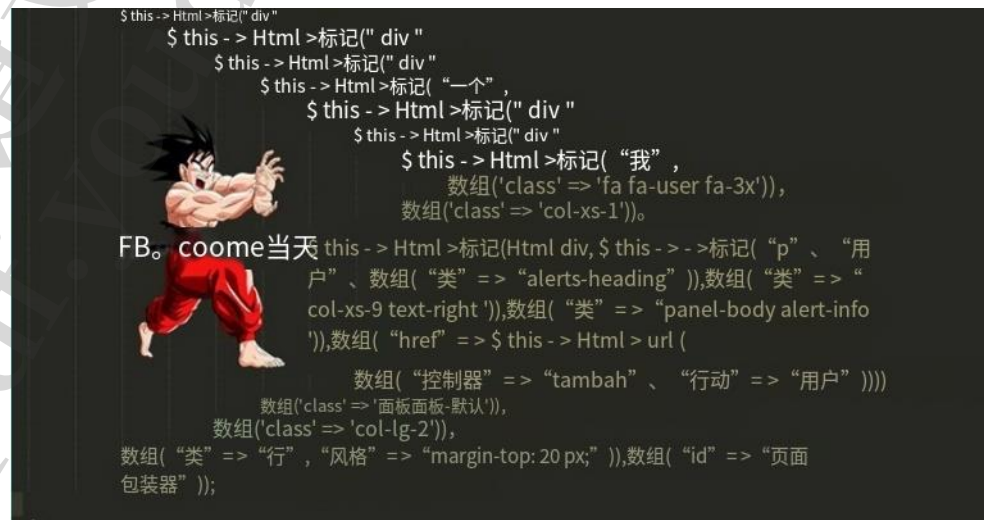 $ this - > Html >标记(" div "
$ this - > Html >标记(" div "
$ this - > Html >标记(" div "
$ this - > Html >标记(“一个”,
$ this - > Html >标记(" div "
$ this - > Html >标记(" div "
$ this - > Html >标记(“我”,
数组('class' => 'fa fa-user fa-3x')),
数组('class' => 'col-xs-1'))。
FB。coome当天
$ this - > Html >标记(Html div, $ this - > - >标记(“p”、“用
户”、数组(“类”= >“alerts-heading”)),数组(“类”= >“
col-xs-9 text-right ')),数组(“类”= >“panel-body alert-info
')),数组(“href”= > $ this - > Html > url (
数组(“控制器”= >“tambah”、“行动”= >“用户”))))
数组('class' => '面板面板-默认')),
数组('class' => 'col-lg-2')),
数组(“类”= >“行”,“风格”= >“margin-top: 20 px;”)),数组(“id”= >“页面
包装器”));